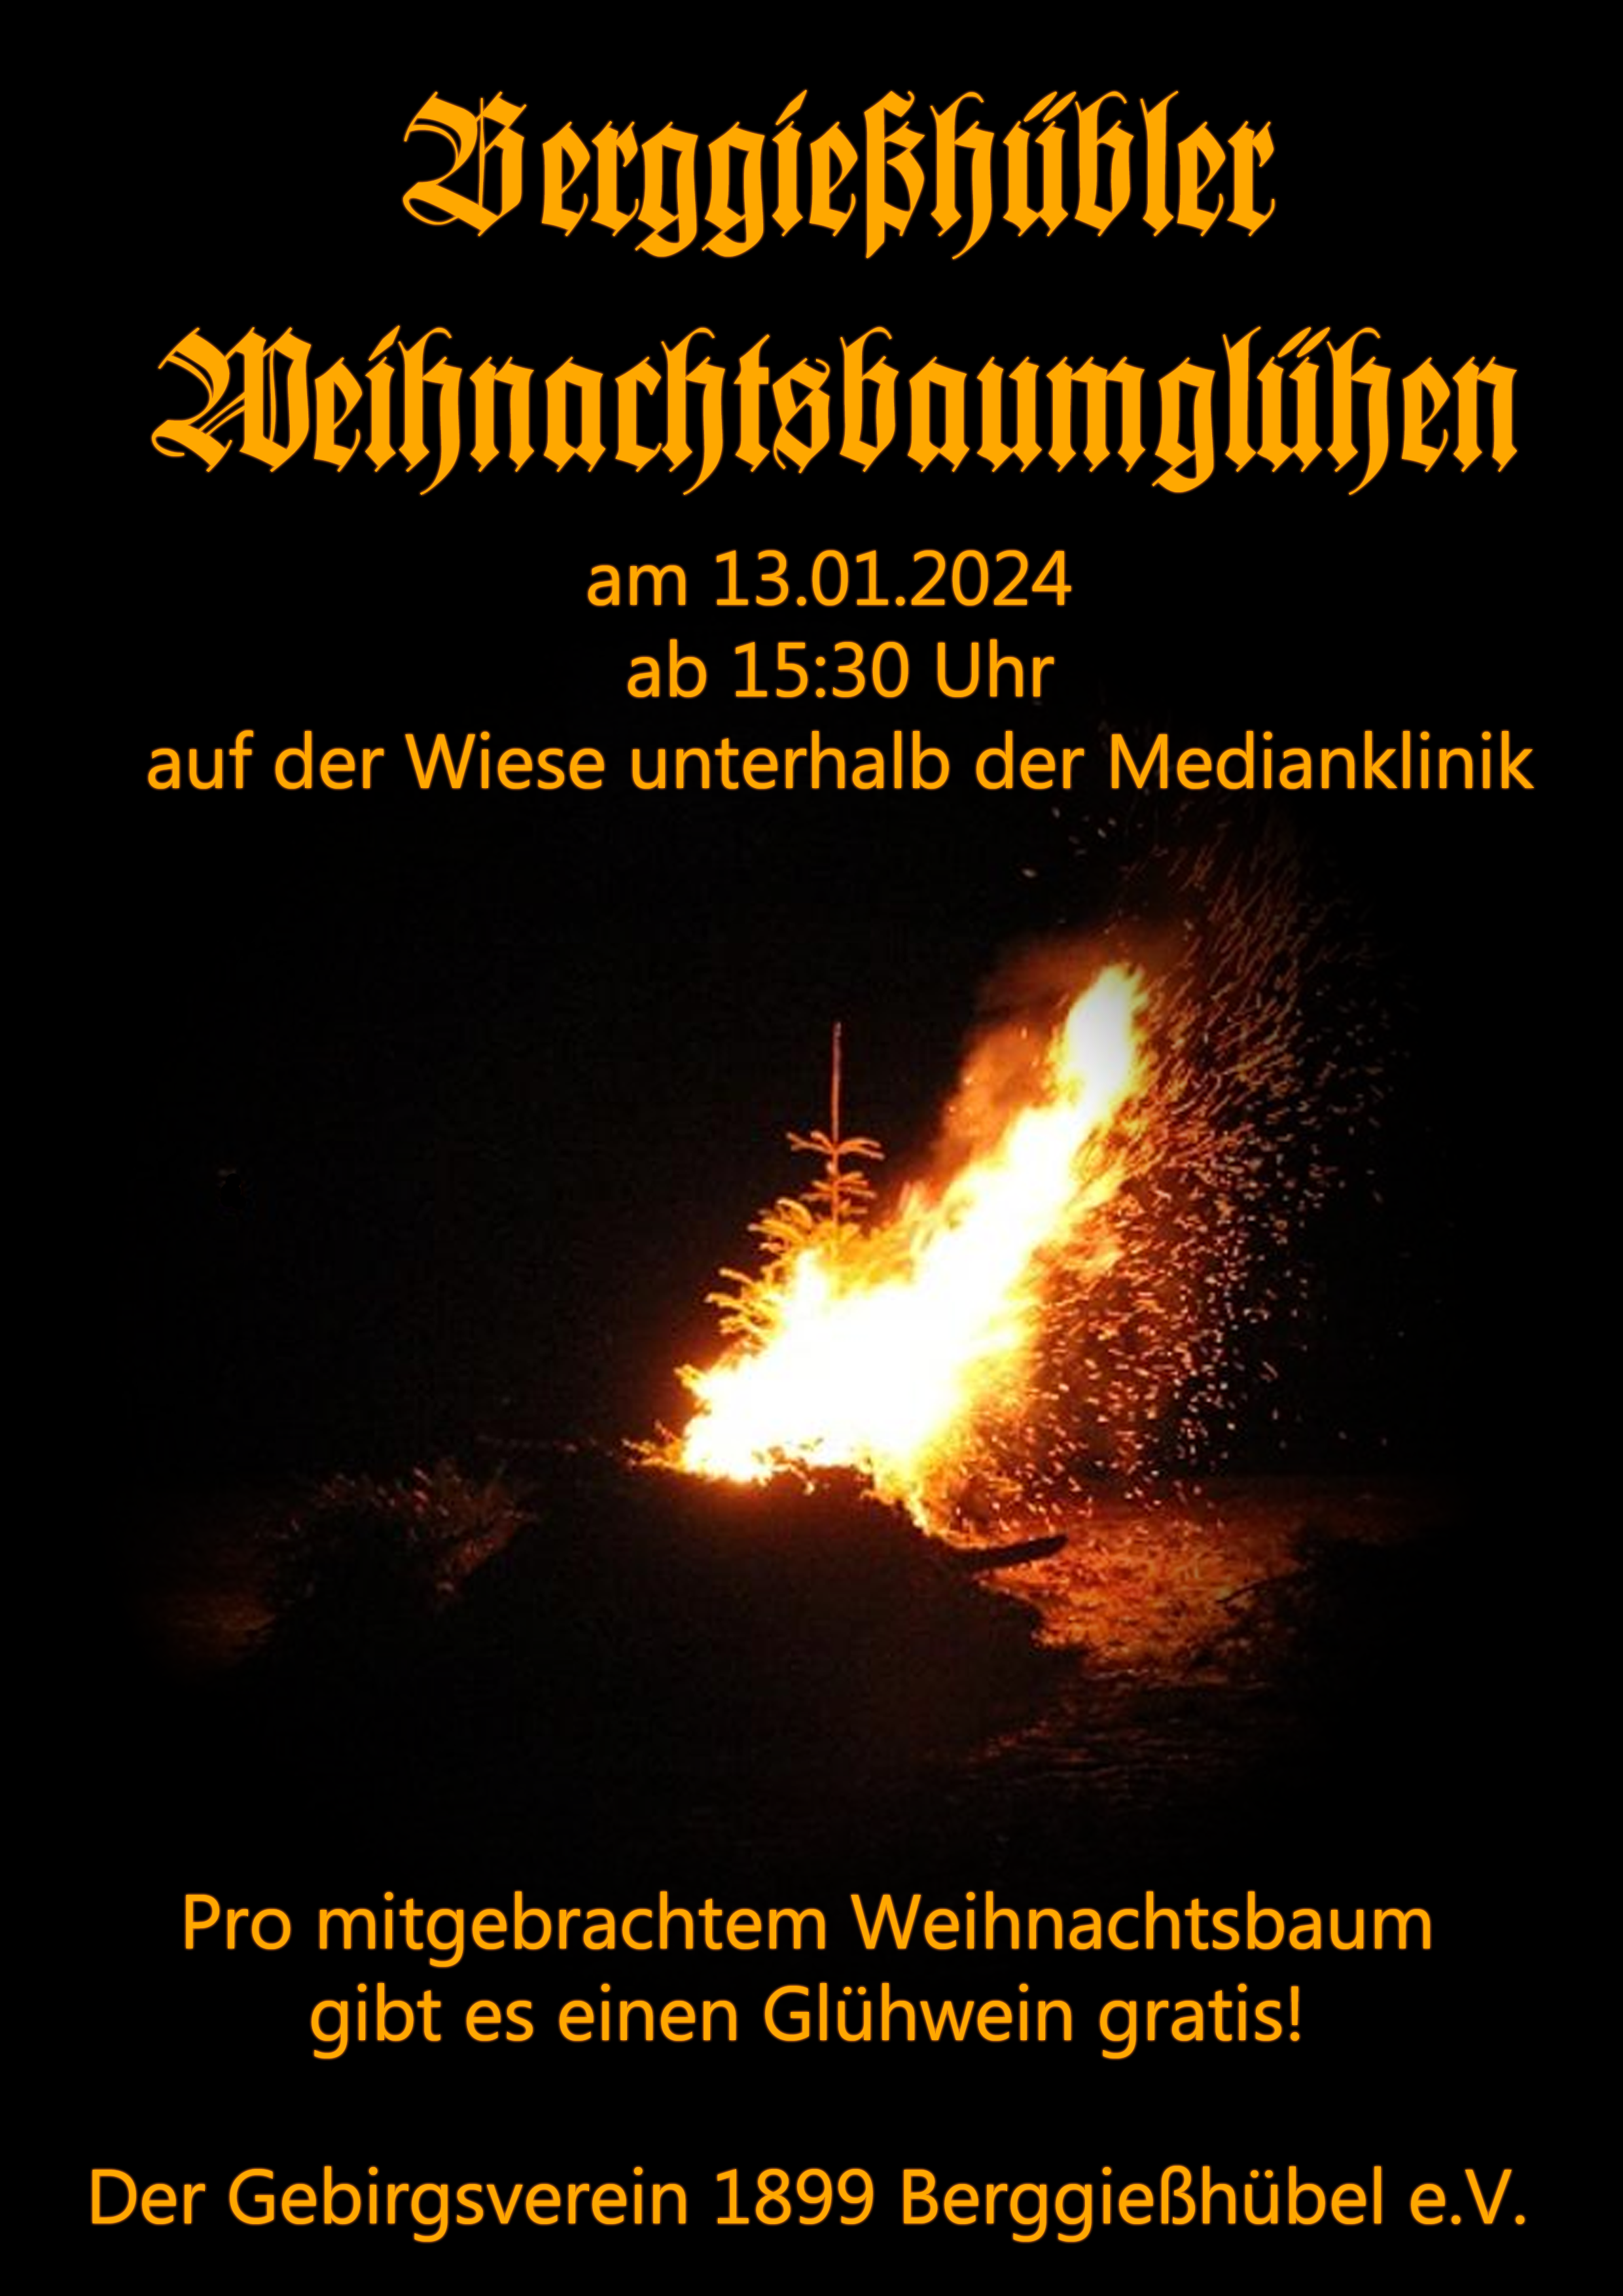 Berggießhübler
Weihnachtsbaumglühen
am 13.01.2024
ab 15:30 Uhr
auf der Wiese unterhalb der Medianklinik
Pro mitgebrachtem Weihnachtsbaum
gibt es einen Glühwein gratis!
Der Gebirgsverein 1899 Berggießhübel e.V.